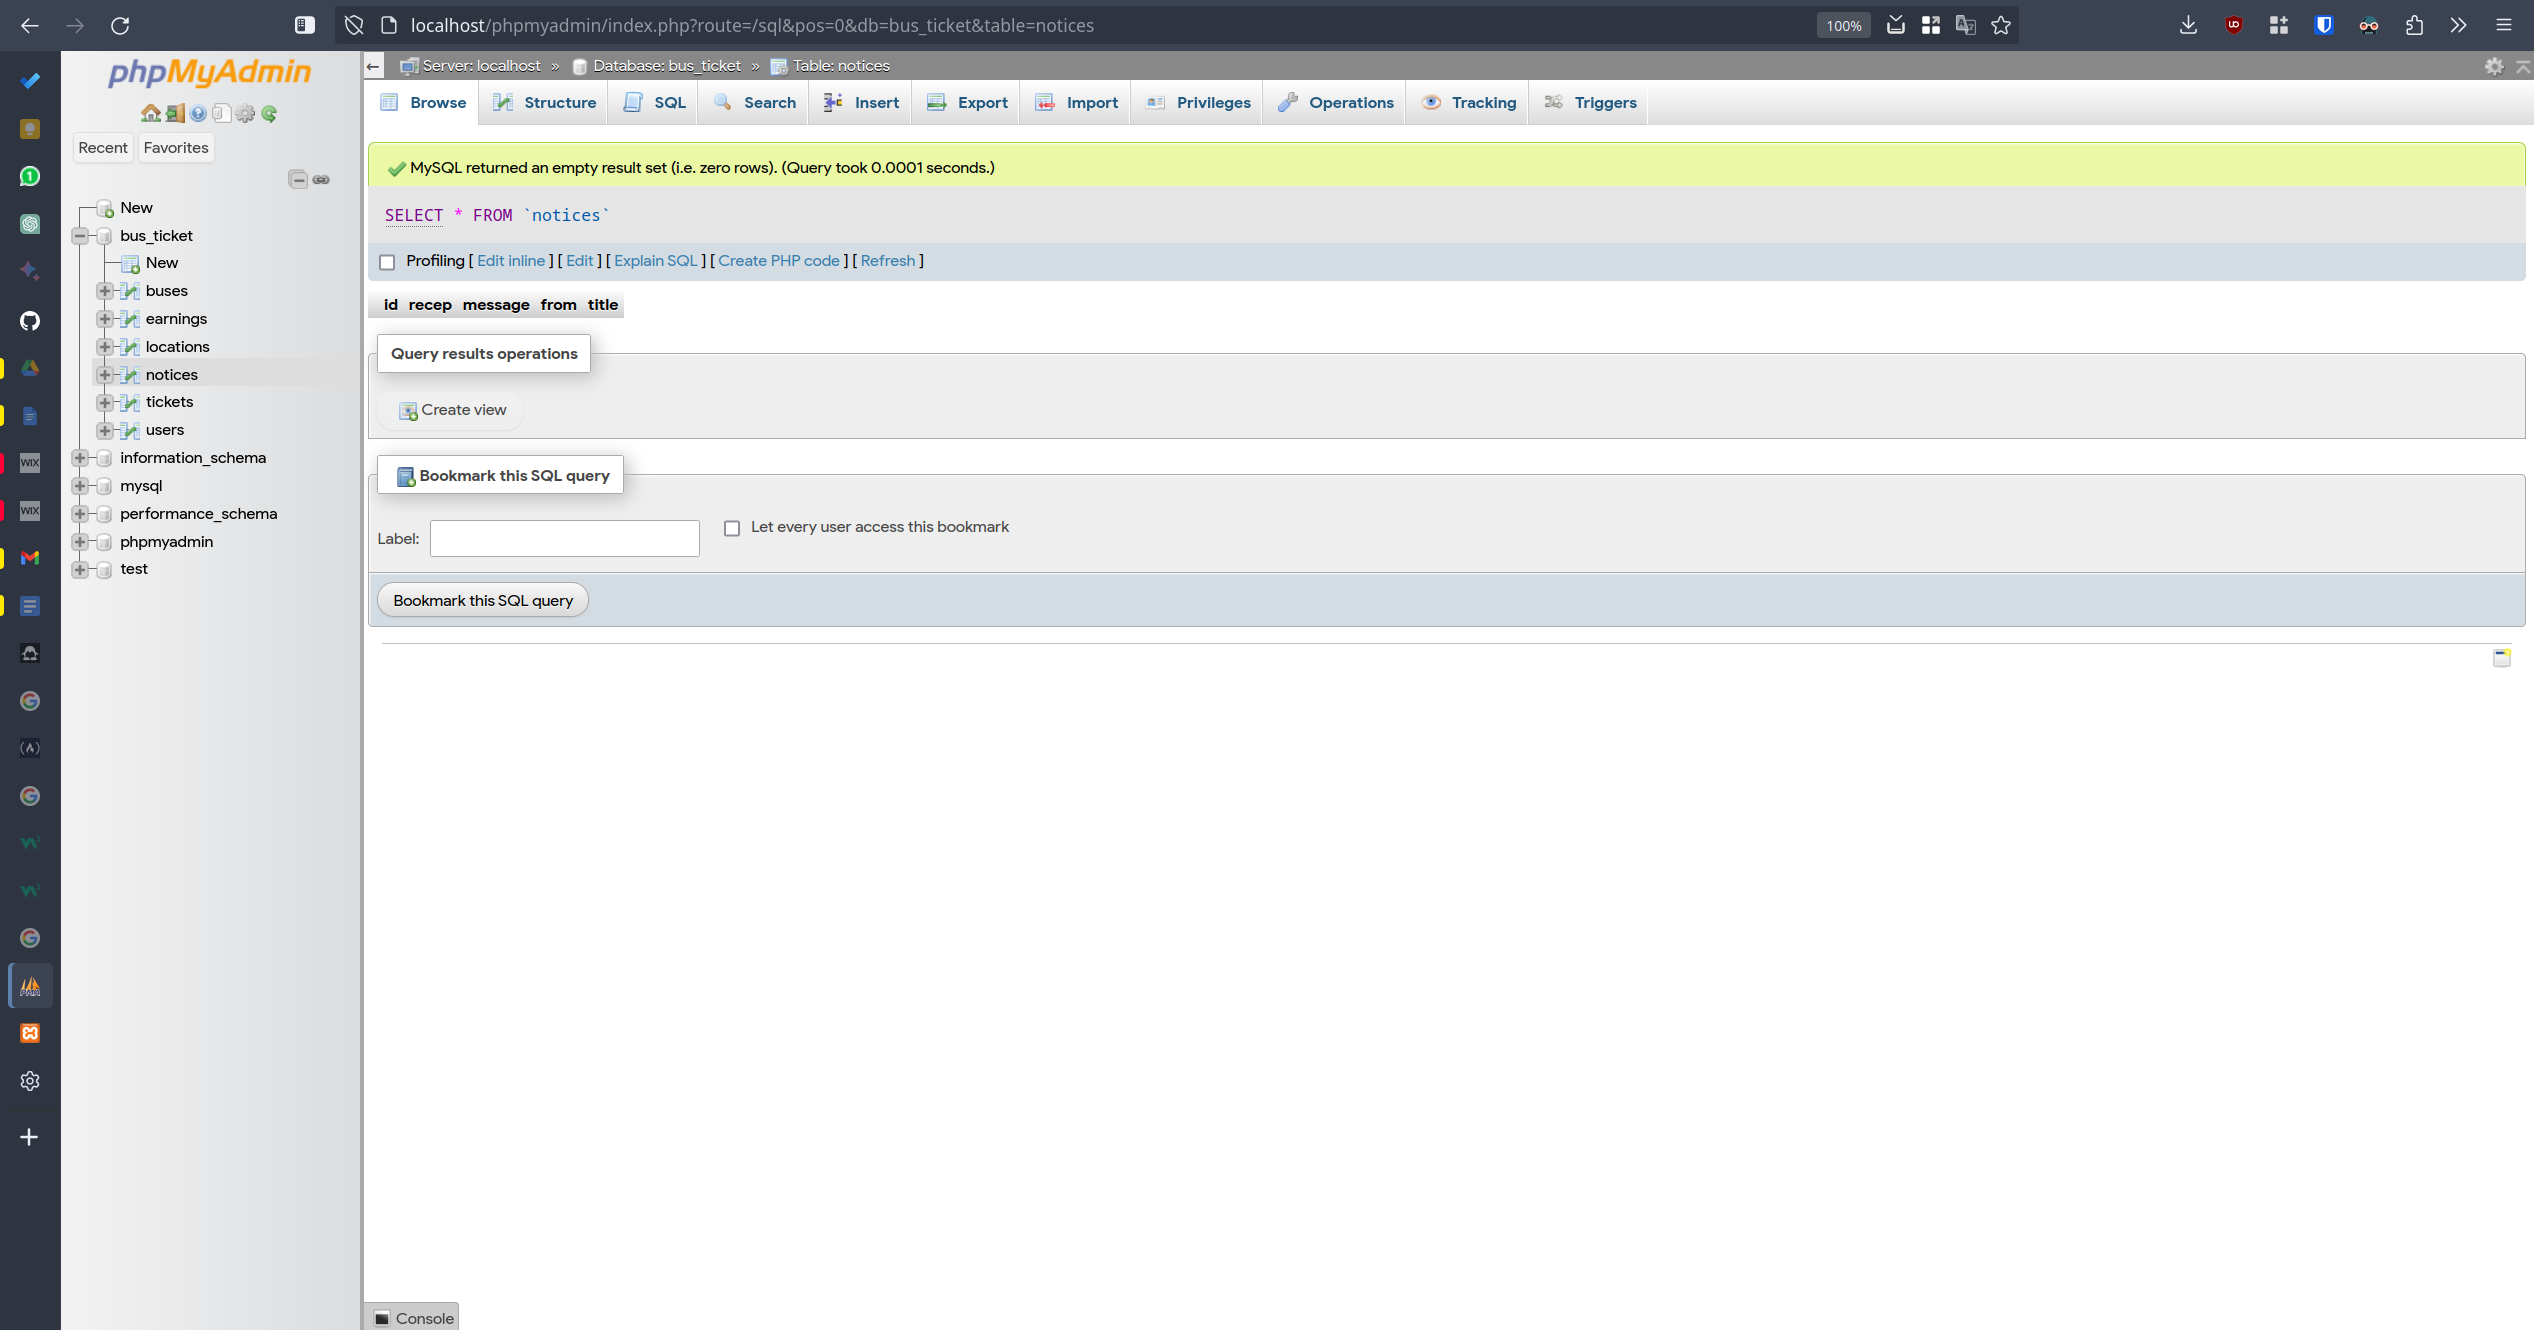 localhost/phpmyadmin/index.php?route=/sql&pos=0&db=bus_ticket&table=notices
100%
phpMyAdmin
Recent
Favorites
New
bus_ticket
New
buses
earnings
locations
notices
tickets
users
information_schema
mysql
performance_schema
phpmyadmin
test
WIX
WIX
PMA
Server: localhost » Database: bus_ticket » Table: notices
Browse Structure SQL Search Insert Export Import Privileges Operations Tracking Triggers
MySQL returned an empty result set (i.e. zero rows). (Query took 0.0001 seconds.)
SELECT * FROM `notices`
Profiling [ Edit inline ] [ Edit ] [ Explain SQL ] [ Create PHP code ] [ Refresh ]
id recep message from title
Query results operations
Create view
Bookmark this SQL query
Label:
Let every user access this bookmark
Bookmark this SQL query
Console